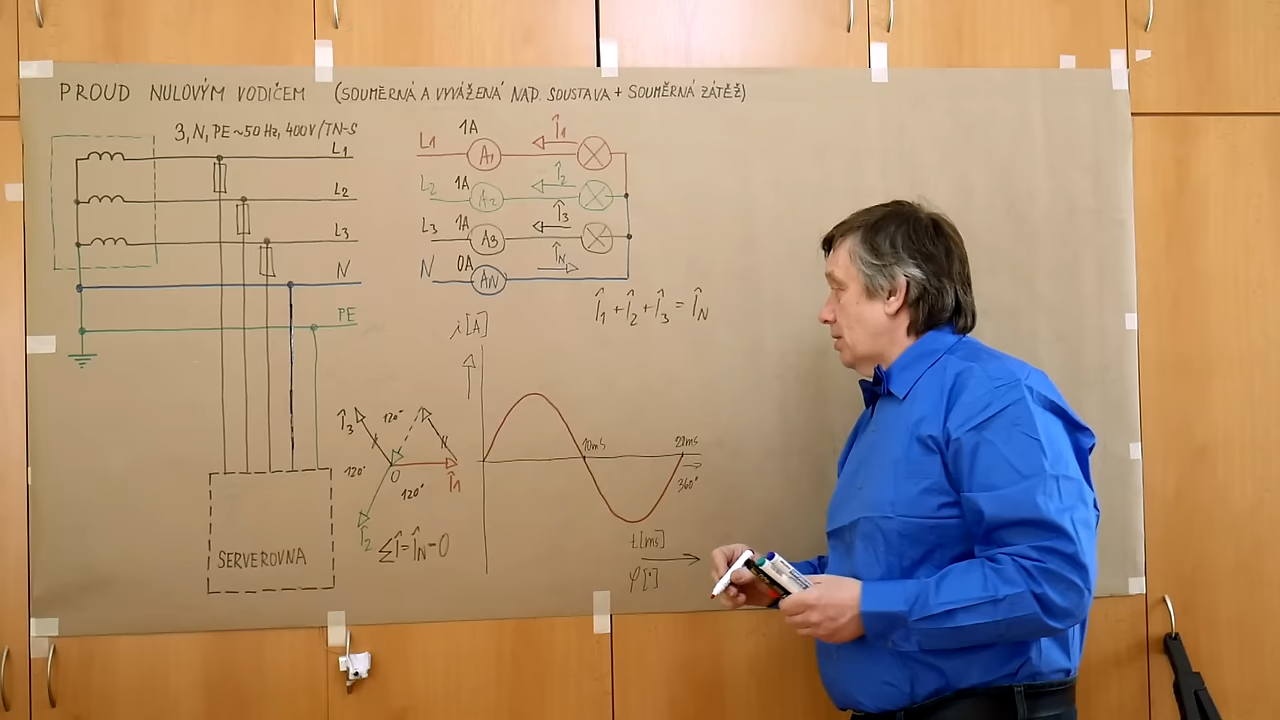 PROUD NULOVÝM VODIČEM (SOUMĚRNÁ A VYVÁŽENÁ NAP. SOUSTAVA + SOUMĚRNÁ ZÁTĚŽ)
3, N, PE ~ 50 Hz, 400V/TN-S
L1
L2
L3
N
PE
SERVEROVNA
L1 1A A1 Î1
L2 1A A2 Î2
L3 1A A3 Î3
N 0A AN ÎN
Î1 + Î2 + Î3 = ÎN
i[A]
10ms
20ms
360°
t[ms]
φ[°]
Î3
120°
120°
0
Î1
120°
Î2
∑Î=ÎN=0